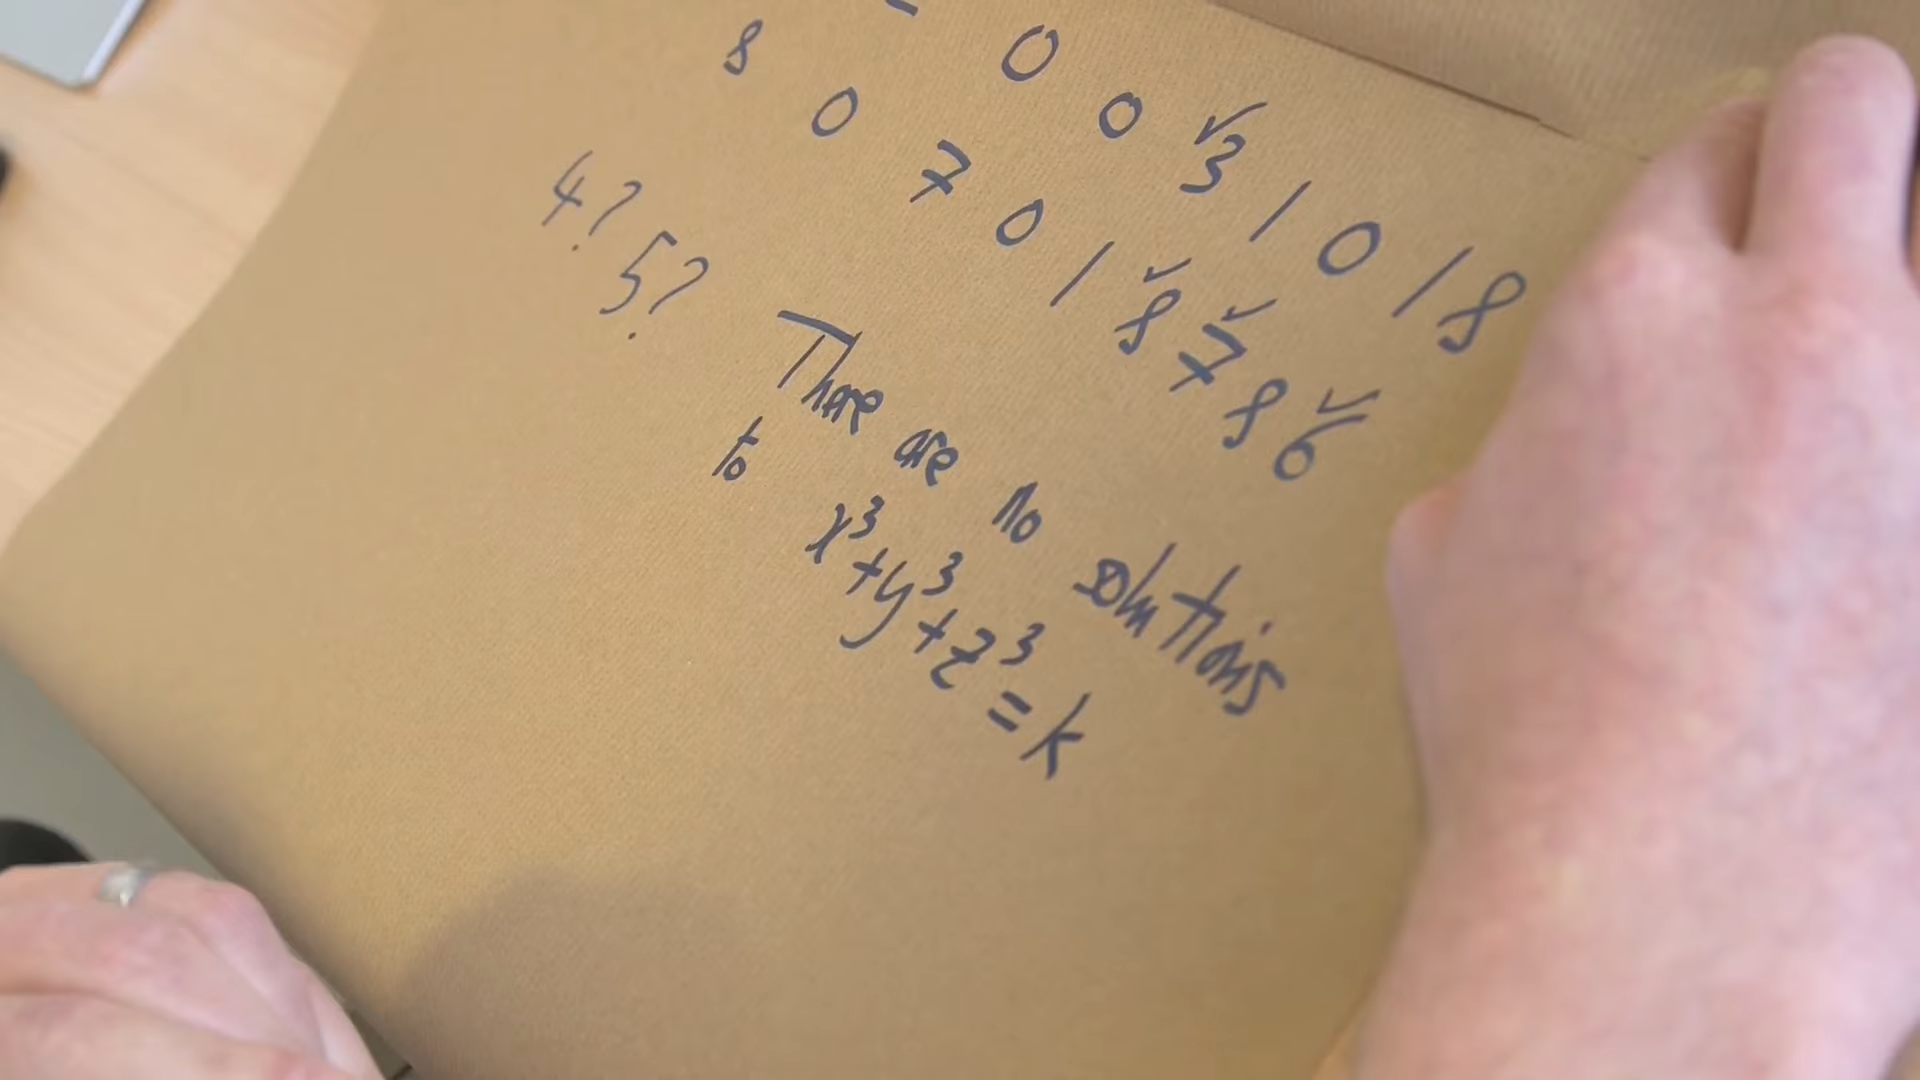 0 0 3 1 0 1 8
8 0 7 0 1 8 7 8 6
4? 5?
There are no solutions
to x³+y³+z³=k